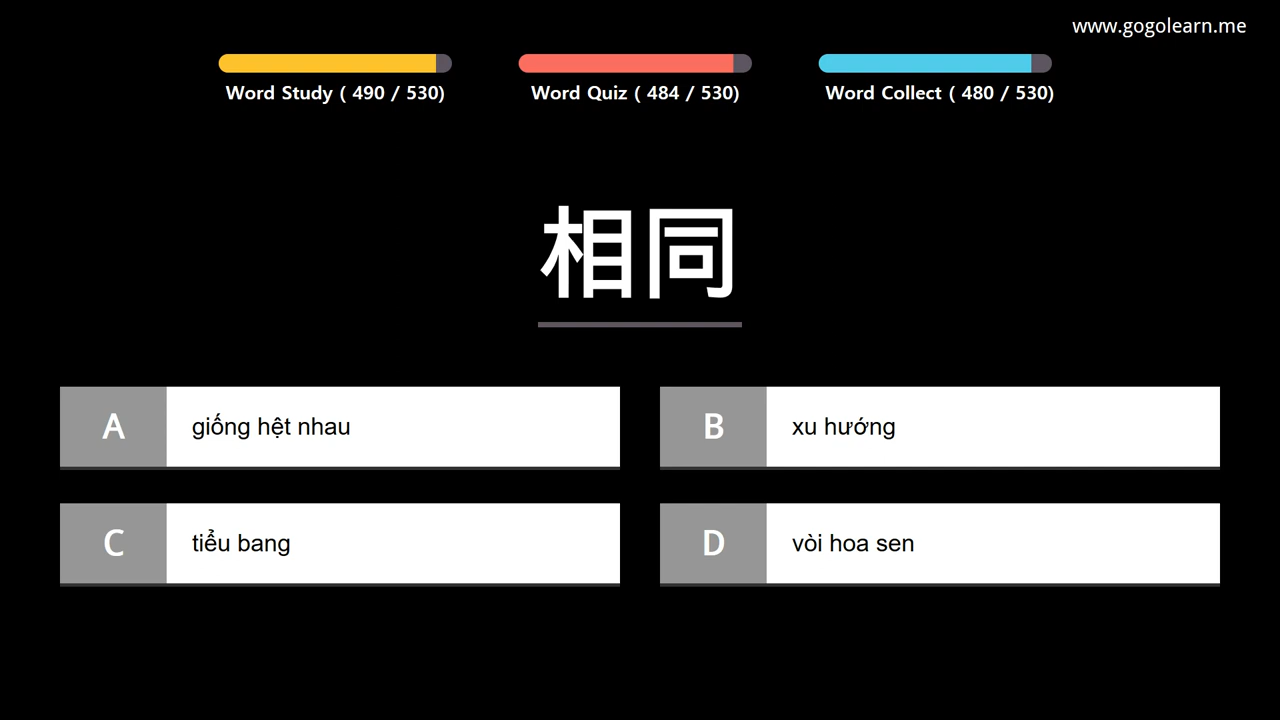 www.gogolearn.me
Word Study ( 490 / 530)
Word Quiz ( 484 / 530)
Word Collect ( 480 / 530)
相同
A
giống hệt nhau
B
xu hướng
C
tiểu bang
D
vòi hoa sen